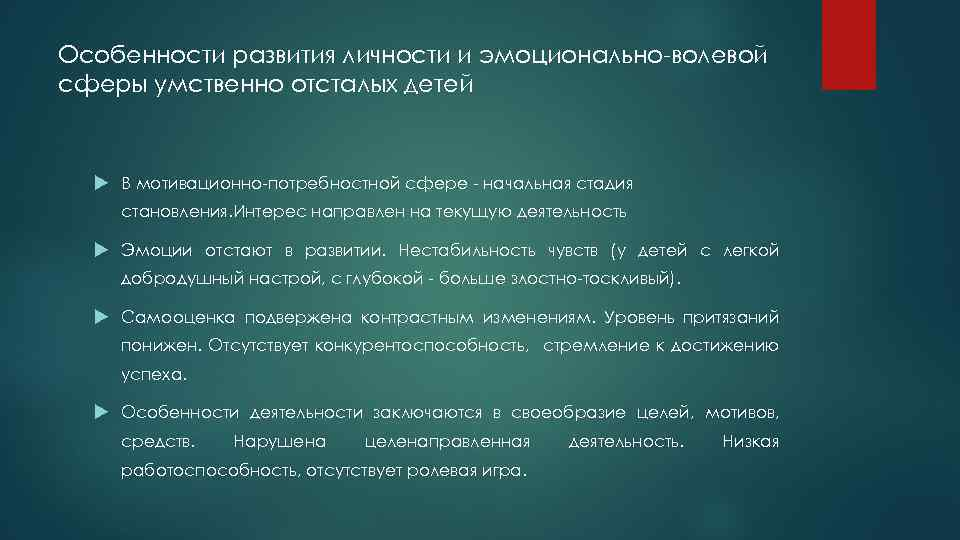 Особенности развития личности и эмоционально-волевой
сферы умственно отсталых детей
В мотивационно-потребностной сфере - начальная стадия
становления.Интерес направлен на текущую деятельность
Эмоции отстают в развитии. Нестабильность чувств (у детей с легкой
добродушный настрой, с глубокой - больше злостно-тоскливый).
Самооценка подвержена контрастным изменениям. Уровень притязаний
понижен. Отсутствует конкурентоспособность, стремление к достижению
успеха.
Особенности деятельности заключаются в своеобразие целей, мотивов,
средств. Нарушена целенаправленная деятельность. Низкая
работоспособность, отсутствует ролевая игра.